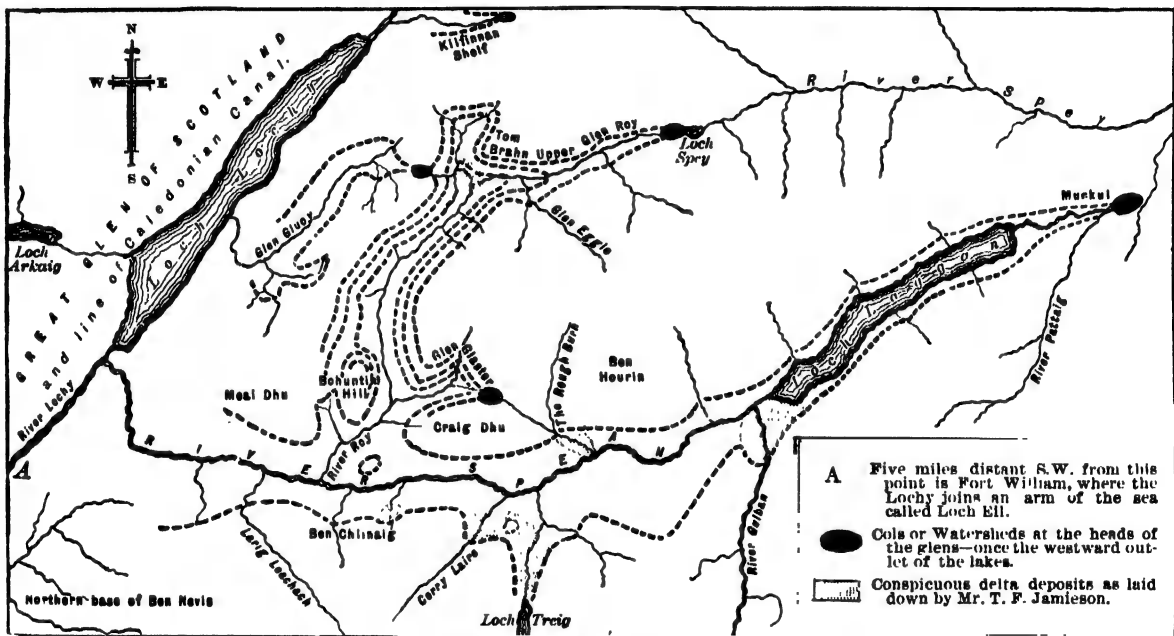 N
W E
S
GREAT GLEN OF SCOTLAND
and line of Caledonian Canal.
Loch Lochy
Kilfinnan
Shelf
River Spey
Tom
Brahn Upper Glen Roy
Loch
Spey
Muckul
Loch
Arkaig
Glen Gluoy
Glen Eggie
Loch Laggan
River Pattaig
River Lochy
Glen Glaster
The Rough Burn
Ben
Hourin
Meal Dhu
Bohuntin
Hill
Craig Dhu
River Roy
RIVER SPEAN
A
Ben Chlinaig
Larig Leachach
Corry Laire
River Gulban
Northern base of Ben Nevis
Loch Treig
A Five miles distant S.W. from this
point is Fort William, where the
Lochy joins an arm of the sea
called Loch Eil.
Cols or Watersheds at the heads of
the glens—once the westward out-
let of the lakes.
Conspicuous delta deposits as laid
down by Mr. T. F. Jamieson.